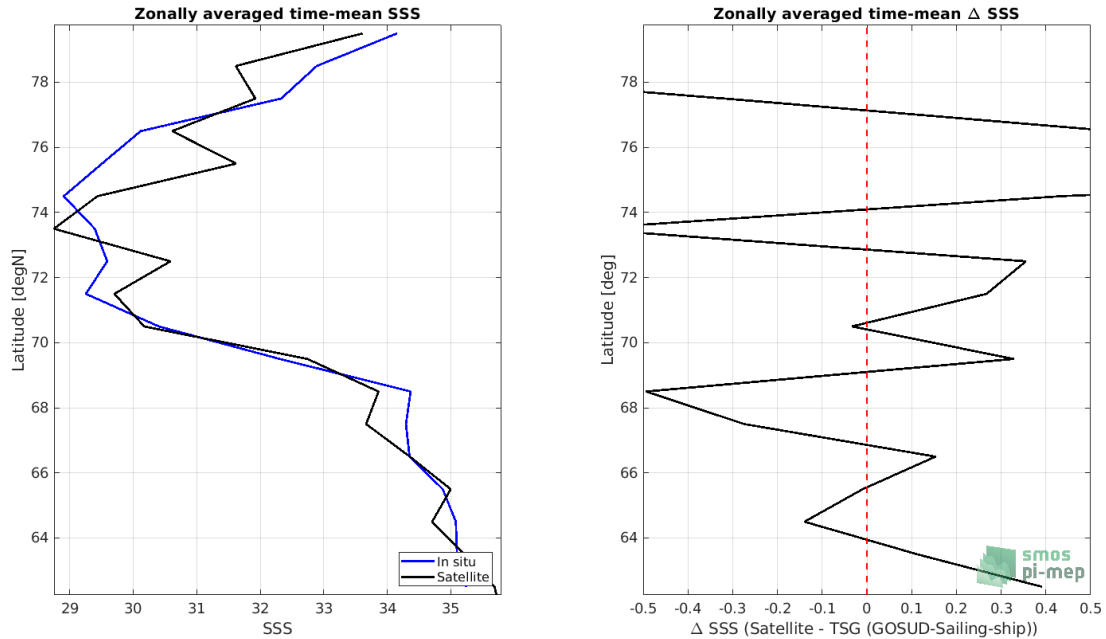 Zonally averaged time-mean SSS
78
76
74
72
70
68
66
64
Latitude [degN]
29 30 31 32 33 34 35
SSS
In situ
Satellite
Zonally averaged time-mean Δ SSS
78
76
74
72
70
68
66
64
Latitude [deg]
-0.5 -0.4 -0.3 -0.2 -0.1 0 0.1 0.2 0.3 0.4 0.5
Δ SSS (Satellite - TSG (GOSUD-Sailing-ship))
smos
pi-mep